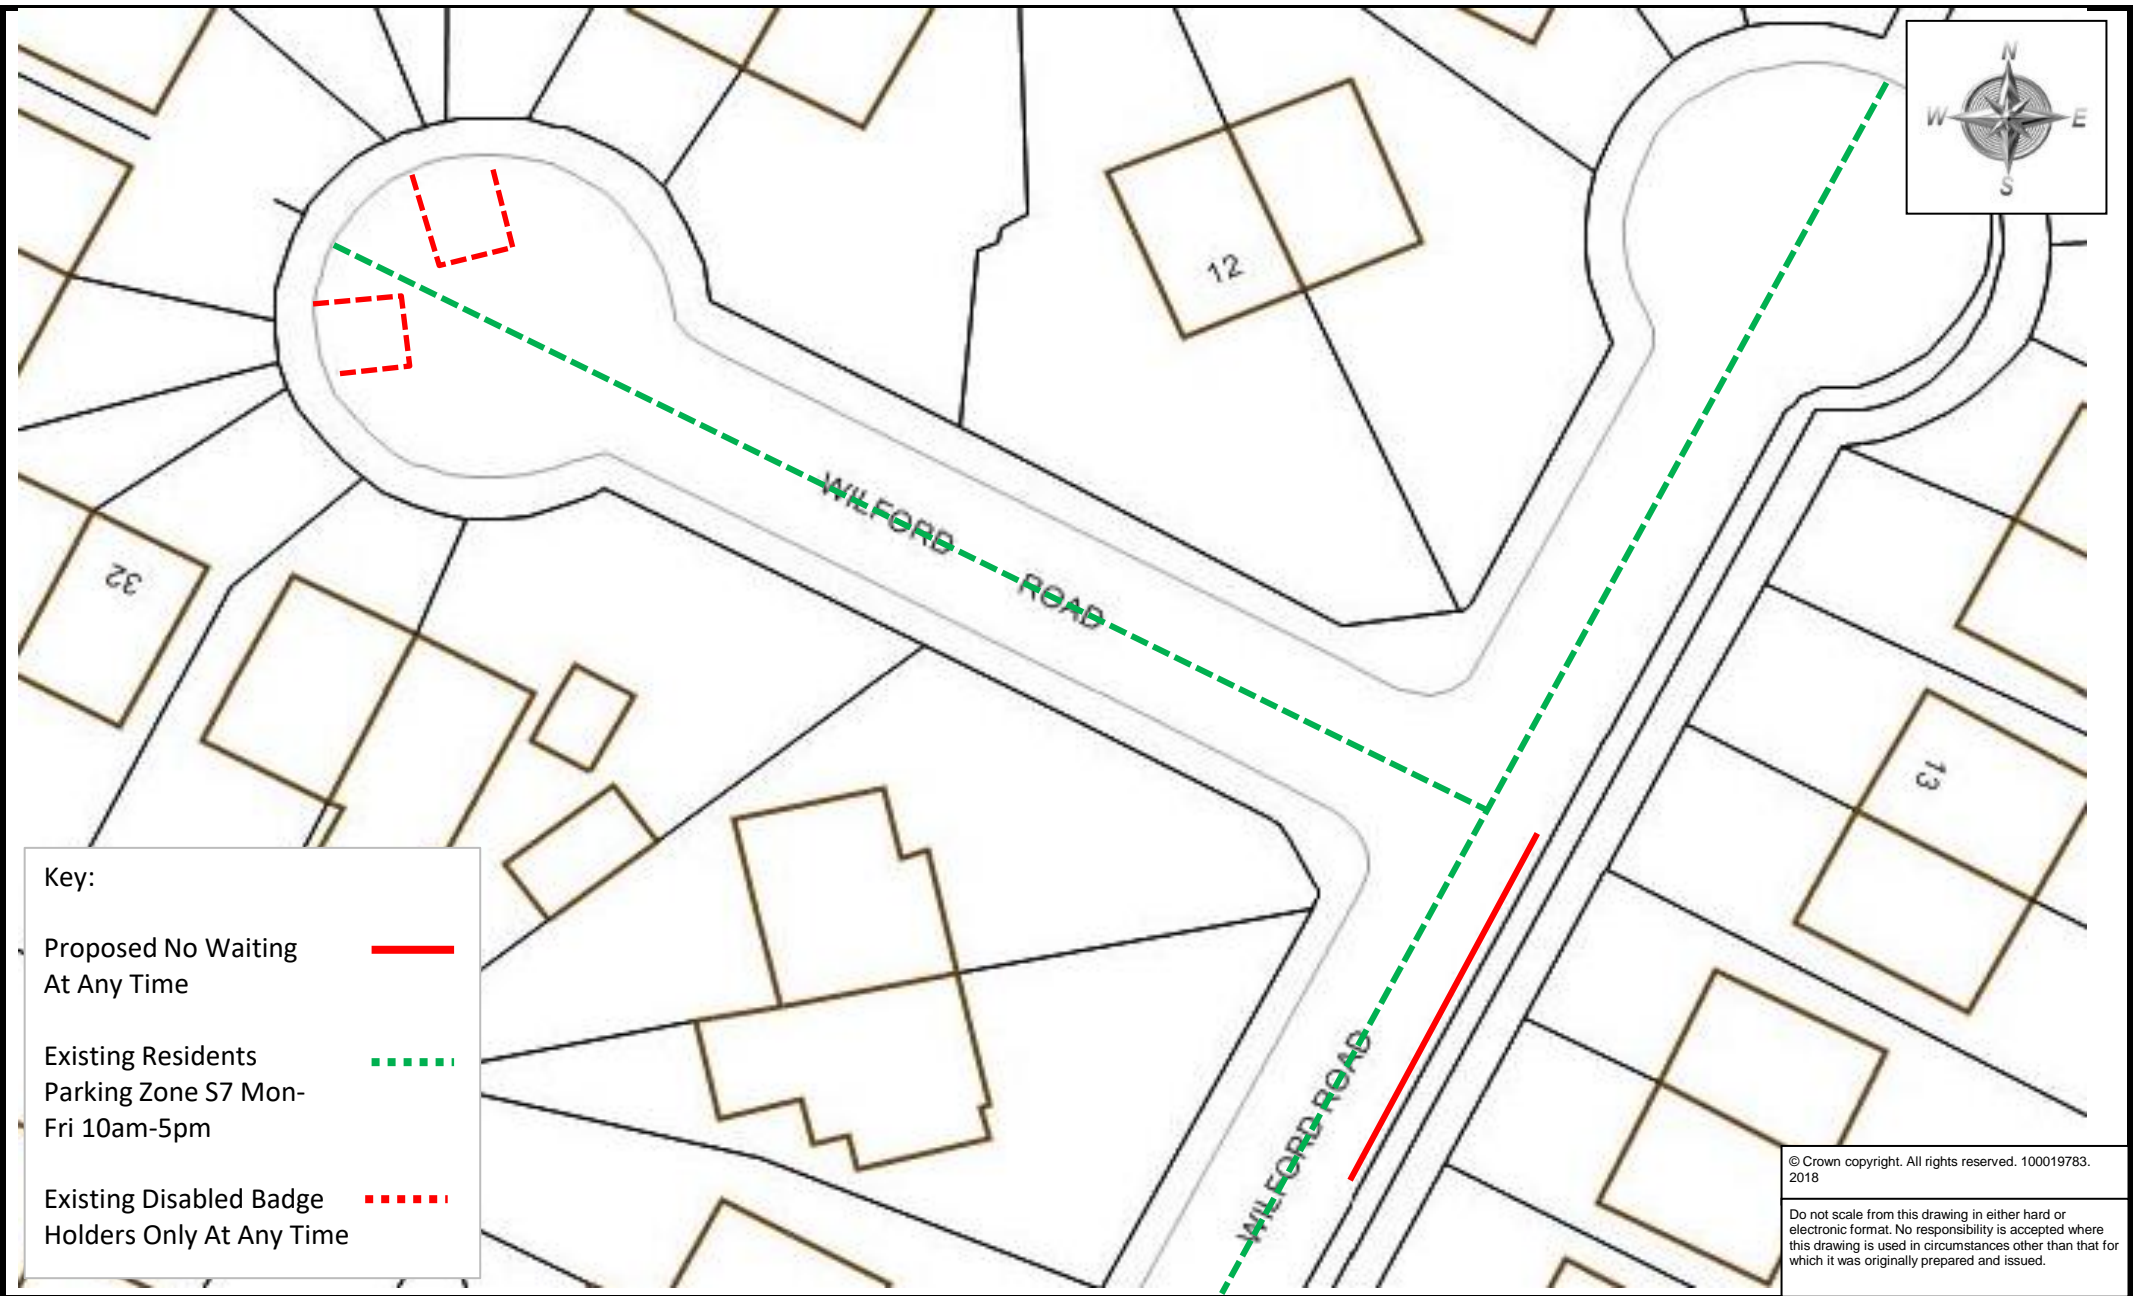 N
W E
S
12
WILFORD ROAD
32
13
WILFORD ROAD
Key:
Proposed No Waiting
At Any Time
Existing Residents
Parking Zone S7 Mon-
Fri 10am-5pm
Existing Disabled Badge
Holders Only At Any Time
© Crown copyright. All rights reserved. 100019783.
2018
Do not scale from this drawing in either hard or
electronic format. No responsibility is accepted where
this drawing is used in circumstances other than that for
which it was originally prepared and issued.